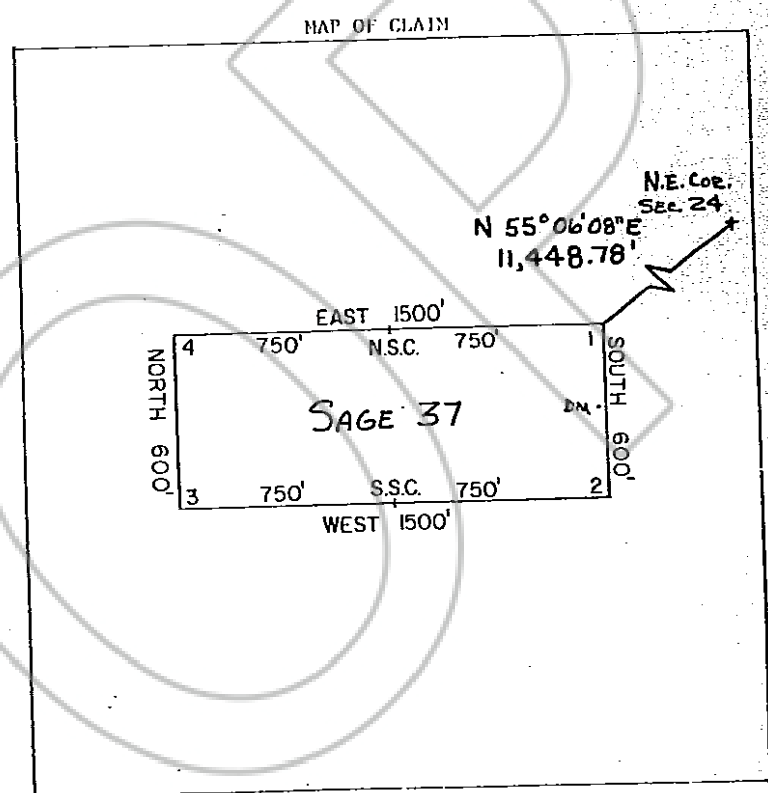 MAP OF CLAIM
N.E. COR.
SEC. 24
N 55°06'08"E
11,448.78'
EAST 1500'
4 750' N.S.C. 750' 1
NORTH 600'
SOUTH 600'
SAGE 37
DM.
3 750' S.S.C. 750' 2
WEST 1500'